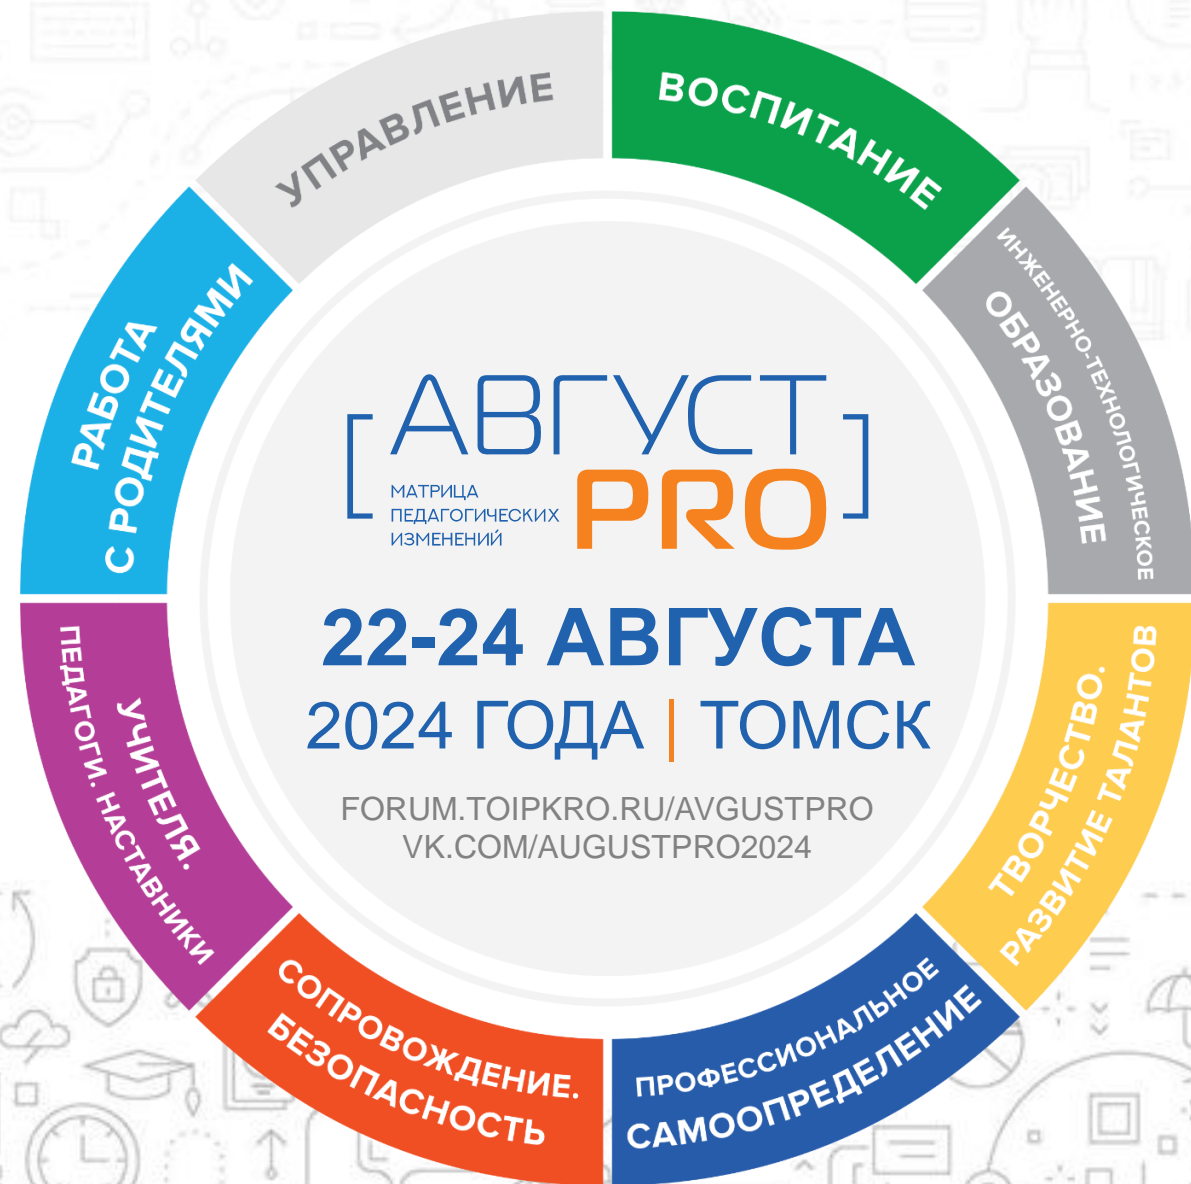 УПРАВЛЕНИЕ
ВОСПИТАНИЕ
ИНЖЕНЕРНО-ТЕХНОЛОГИЧЕСКОЕ
ОБРАЗОВАНИЕ
ТВОРЧЕСТВО.
РАЗВИТИЕ ТАЛАНТОВ
ПРОФЕССИОНАЛЬНОЕ
САМООПРЕДЕЛЕНИЕ
СОПРОВОЖДЕНИЕ.
БЕЗОПАСНОСТЬ
УЧИТЕЛЯ.
ПЕДАГОГИ. НАСТАВНИКИ
РАБОТА
С РОДИТЕЛЯМИ
АВГУСТ
PRO
МАТРИЦА
ПЕДАГОГИЧЕСКИХ
ИЗМЕНЕНИЙ
22-24 АВГУСТА
2024 ГОДА | ТОМСК
FORUM.TOIPKRO.RU/AVGUSTPRO
VK.COM/AUGUSTPRO2024